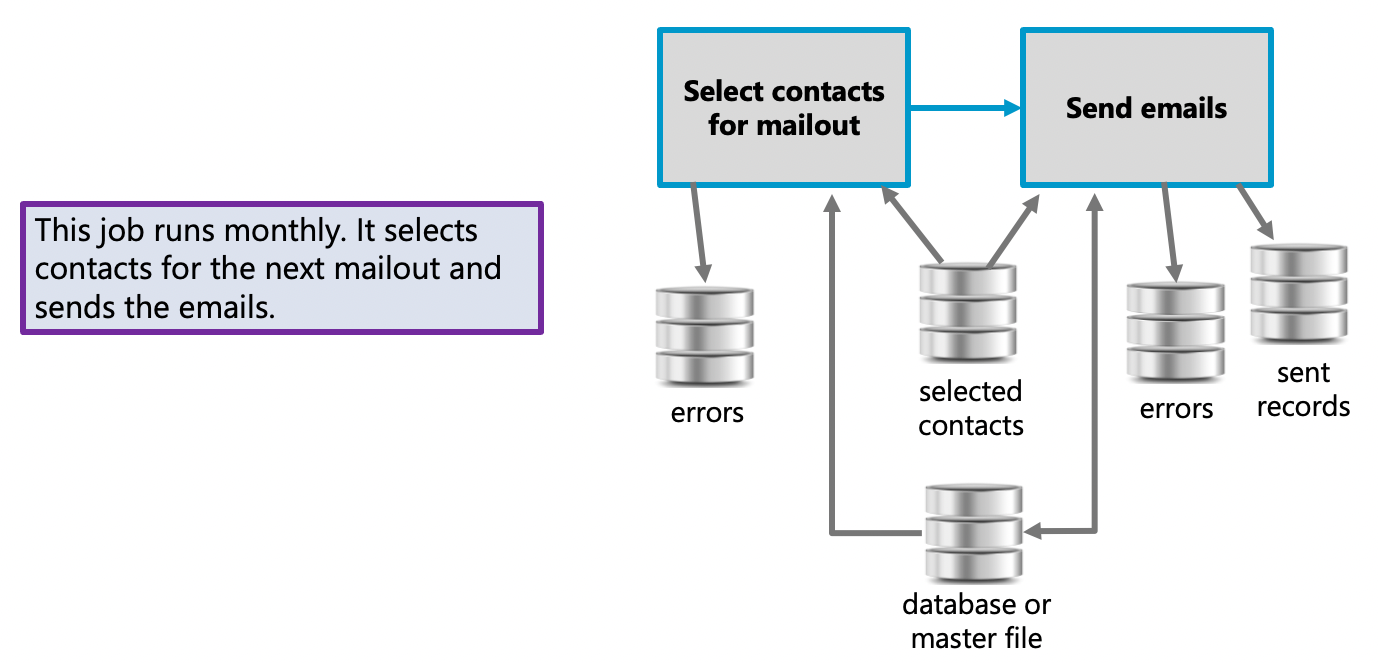 Select contacts
for mailout
Send emails
This job runs monthly. It selects
contacts for the next mailout and
sends the emails.
errors
selected
contacts
errors
sent
records
database or
master file